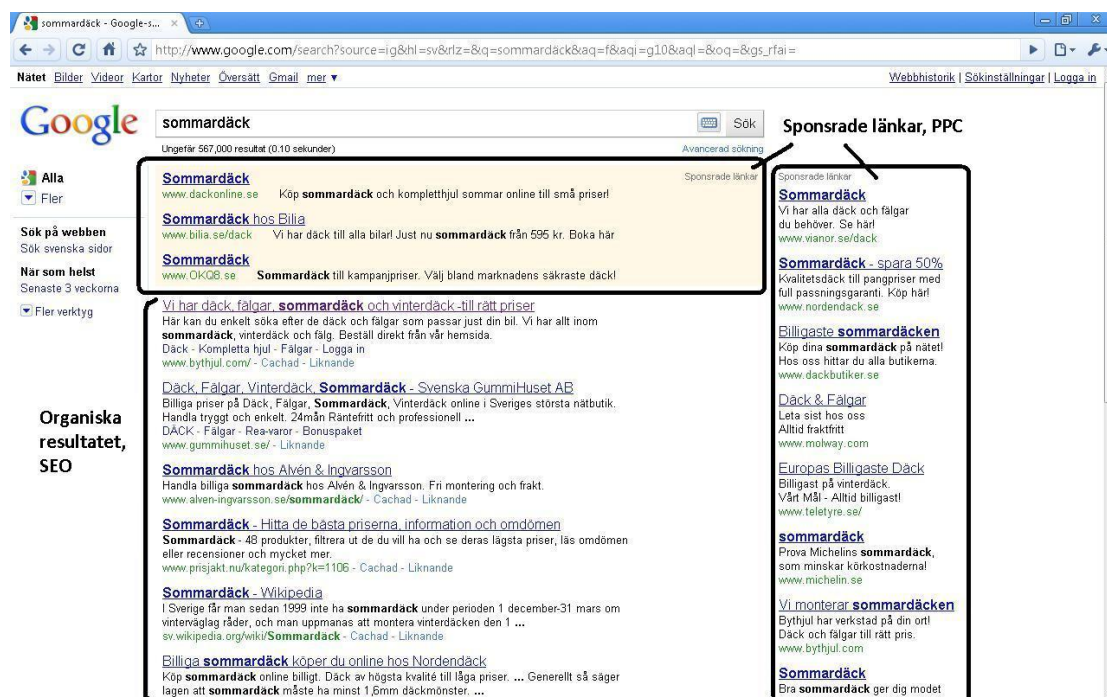 sommardäck - Google-s...
http://www.google.com/search?source=ig&hl=sv&rlz=&q=sommardäck&aq=f&aqi=g10&aql=&oq=&gs_rfai=
Nätet Bilder Videor Kartor Nyheter Översätt Gmail mer ▼
Webbhistorik | Sökinställningar | Logga in
Google
sommardäck
Sök
Ungefär 567,000 resultat (0.10 sekunder)
Avancerad sökning
Sponsrade länkar, PPC
Alla
Fler
Sök på webben
Sök svenska sidor
När som helst
Senaste 3 veckorna
Fler verktyg
Organiska
resultatet,
SEO
Sponsrade länkar
Sommardäck
www.dackonline.se Köp sommardäck och kompletthjul sommar online till små priser!
Sommardäck hos Bilia
www.bilia.se/dack Vi har däck till alla bilar! Just nu sommardäck från 595 kr. Boka här
Sommardäck
www.OKQ8.se Sommardäck till kampanjpriser. Välj bland marknadens säkraste däck!
Vi har däck, fälgar, sommardäck och vinterdäck -till rätt priser
Här kan du enkelt söka efter de däck och fälgar som passar just din bil. Vi har allt inom
sommardäck, vinterdäck och fälg. Beställ direkt från vår hemsida.
Däck - Kompletta hjul - Fälgar - Logga in
www.bythjul.com/ - Cachad - Liknande
Däck, Fälgar, Vinterdäck, Sommardäck - Svenska GummiHuset AB
Billiga priser på Däck, Fälgar, Sommardäck, Vinterdäck online i Sveriges största nätbutik.
Handla tryggt och enkelt. 24mån Räntefritt och professionell ...
DÄCK - Fälgar - Rea-varor - Bonuspaket
www.gummihuset.se/ - Liknande
Sommardäck hos Alvén & Ingvarsson
Handla billiga sommardäck hos Alvén & Ingvarsson. Fri montering och frakt.
www.alven-ingvarsson.se/sommardäck/ - Cachad - Liknande
Sommardäck - Hitta de bästa priserna, information och omdömen
Sommardäck - 48 produkter, filtrera ut de du vill ha och se deras lägsta priser, läs omdömen
eller recensioner och mycket mer.
www.prisjakt.nu/kategori.php?k=1106 - Cachad - Liknande
Sommardäck - Wikipedia
I Sverige får man sedan 1999 inte ha sommardäck under perioden 1 december-31 mars om
vinterväglag råder, och man uppmanas att montera vinterdäcken den 1 ...
sv.wikipedia.org/wiki/Sommardäck - Cachad - Liknande
Billiga sommardäck köper du online hos Nordendäck
Köp sommardäck online billigt. Däck av högsta kvalité till låga priser. ... Generellt så säger
lagen att sommardäck måste ha minst 1,6mm däckmönster. ...
Sponsrade länkar
Sommardäck
Vi har alla däck och fälgar
du behöver. Se här!
www.vianor.se/dack
Sommardäck - spara 50%
Kvalitetsdäck till pangpriser med
full passningsgaranti. Köp här!
www.nordendack.se
Billigaste sommardäcken
Köp dina sommardäck på nätet!
Hos oss hittar du alla butikerna.
www.dackbutiker.se
Däck & Fälgar
Leta sist hos oss
Alltid fraktfritt
www.molway.com
Europas Billigaste Däck
Billigast på vinterdäck.
Vårt Mål - Alltid billigast!
www.teletyre.se/
sommardäck
Prova Michelins sommardäck,
som minskar körkostnaderna!
www.michelin.se
Vi monterar sommardäcken
Bythjul har verkstad på din ort!
Däck och fälgar till rätt pris.
www.bythjul.com
Sommardäck
Bra sommardäck ger dig modet